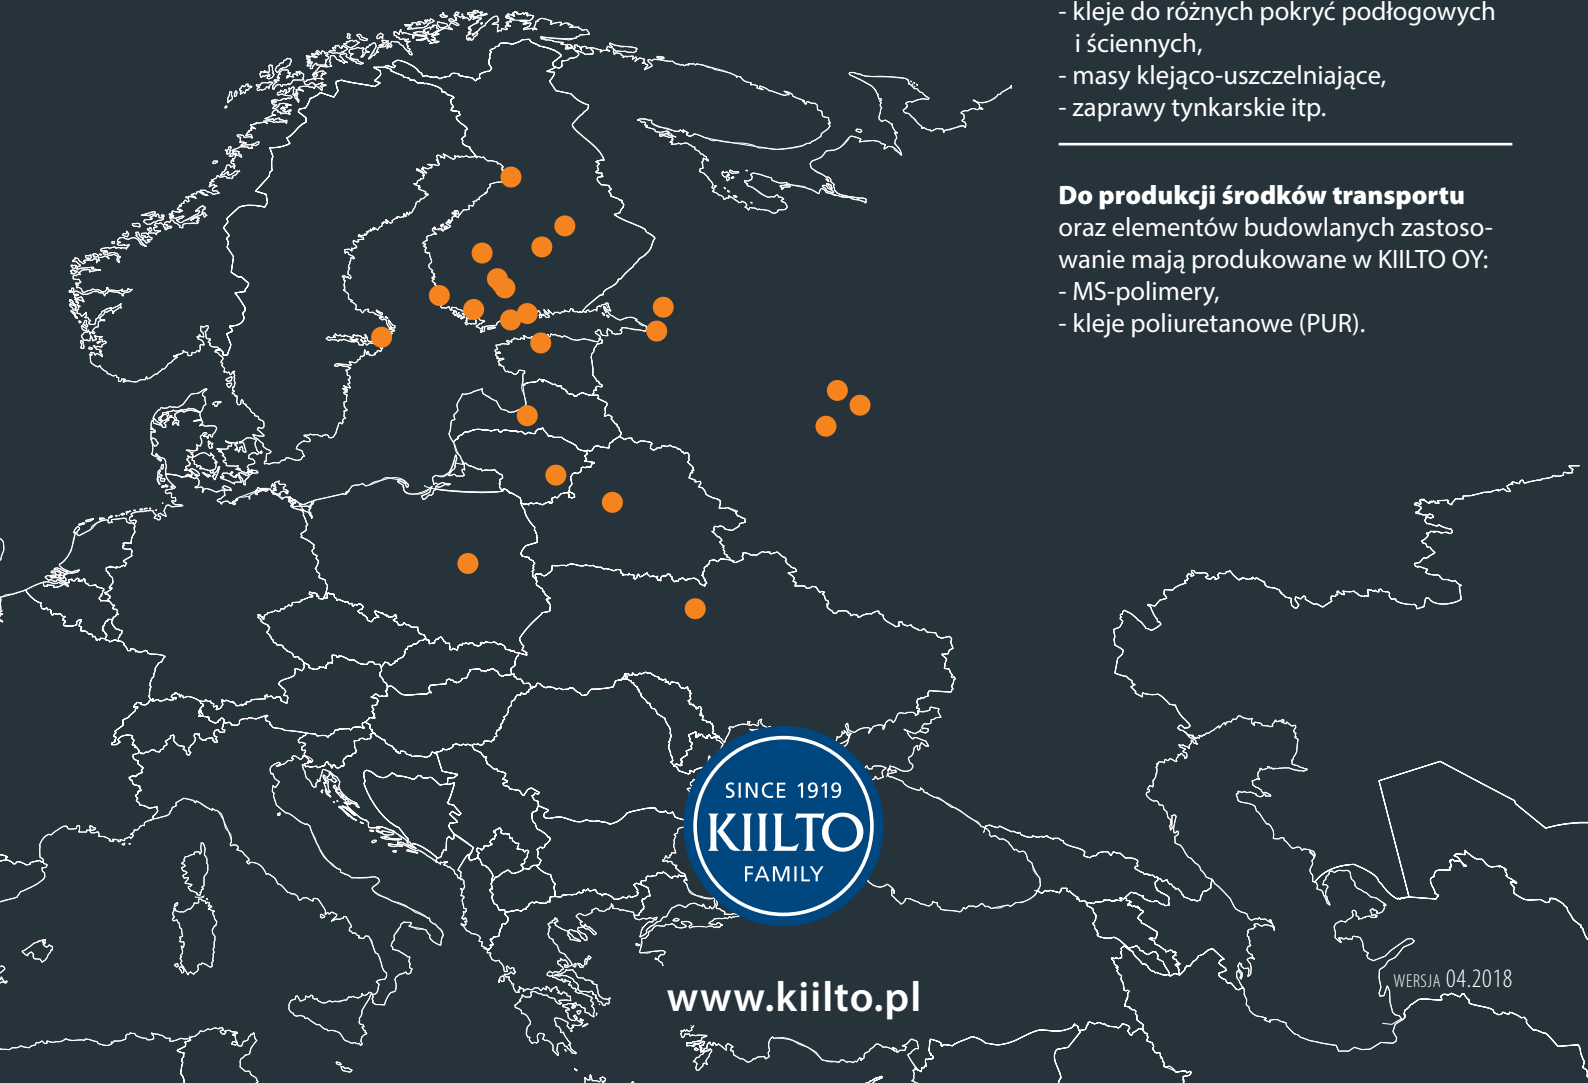 - kleje do różnych pokryć podłogowych
i ściennych,
- masy klejąco-uszczelniające,
- zaprawy tynkarskie itp.
Do produkcji środków transportu
oraz elementów budowlanych zastoso-
wanie mają produkowane w KIILTO OY:
- MS-polimery,
- kleje poliuretanowe (PUR).
SINCE 1919
KIILTO
FAMILY
www.kiilto.pl
WERSJA 04.2018